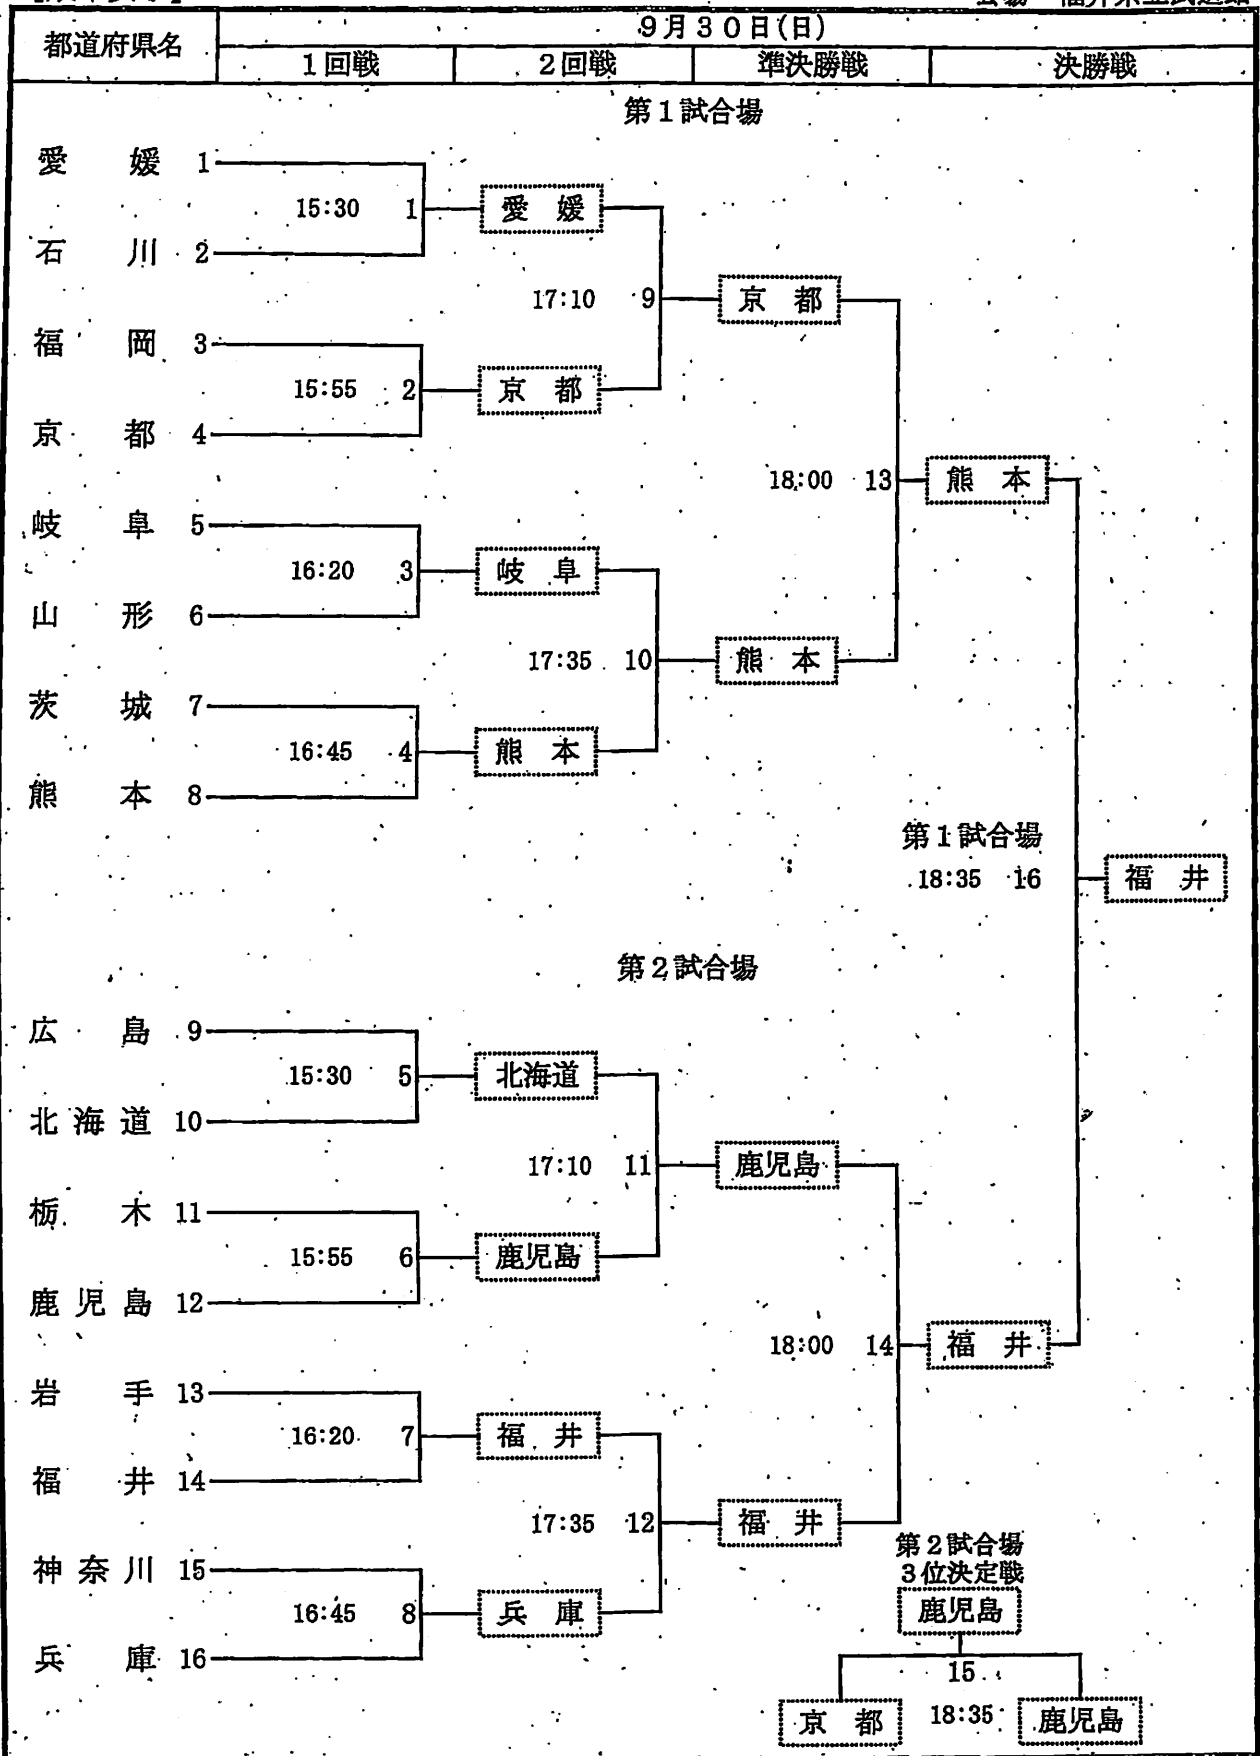 都道府県名
9月30日(日)
1回戦 2回戦 準決勝戦 決勝戦
第1試合場
愛媛 1
15:30 1 愛媛
石川 2
17:10 9 京都
福岡 3
15:55 2 京都
京都 4
18:00 13 熊本
岐阜 5
16:20 3 岐阜
山形 6
17:35 10 熊本
茨城 7
16:45 4 熊本
熊本 8
第1試合場
18:35 16 福井
第2試合場
広島 9
15:30 5 北海道
北海道 10
17:10 11 鹿児島
栃木 11
15:55 6 鹿児島
鹿児島 12
18:00 14 福井
岩手 13
16:20 7 福井
福井 14
17:35 12 福井
神奈川 15
16:45 8 兵庫
兵庫 16
第2試合場
3位決定戦
鹿児島
15
京都 18:35 鹿児島